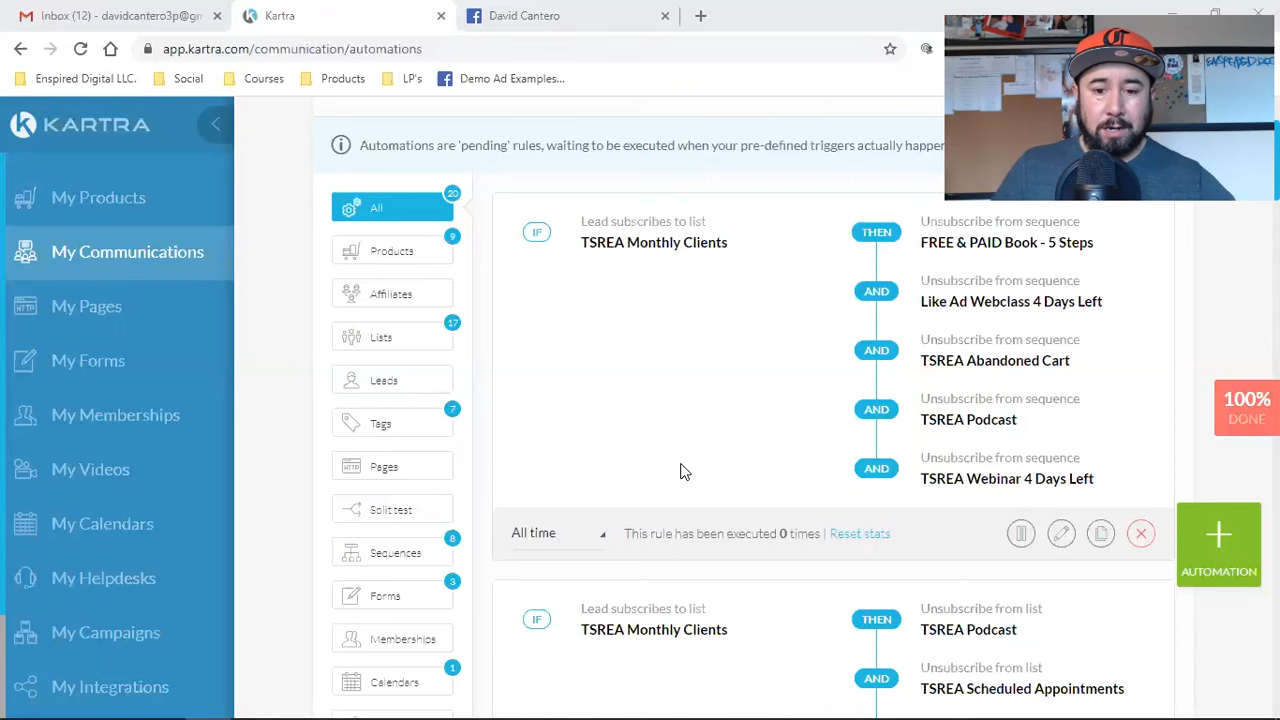 Inbox (12) - davidcantero3p@gm
Kartra
David Cantero
app.kartra.com/communication/automations
Enspired Digital LLC.
Social
Course
Products
LP's
Demo Ad Examples...
KARTRA
My Products
My Communications
My Pages
My Forms
My Memberships
My Videos
My Calendars
My Helpdesks
My Campaigns
My Integrations
Automations are 'pending' rules, waiting to be executed when your pre-defined triggers actually happen
All
20
Products
9
Affiliates
Lists
17
Leads
Tags
7
Pages
Split test
Sequences
8
Forms
3
Memberships
Calendars
1
IF
Lead subscribes to list
TSREA Monthly Clients
THEN
Unsubscribe from sequence
FREE & PAID Book - 5 Steps
AND
Unsubscribe from sequence
Like Ad Webclass 4 Days Left
AND
Unsubscribe from sequence
TSREA Abandoned Cart
AND
Unsubscribe from sequence
TSREA Podcast
AND
Unsubscribe from sequence
TSREA Webinar 4 Days Left
All time
This rule has been executed 0 times | Reset stats
IF
Lead subscribes to list
TSREA Monthly Clients
THEN
Unsubscribe from list
TSREA Podcast
AND
Unsubscribe from list
TSREA Scheduled Appointments
100%
DONE
AUTOMATION